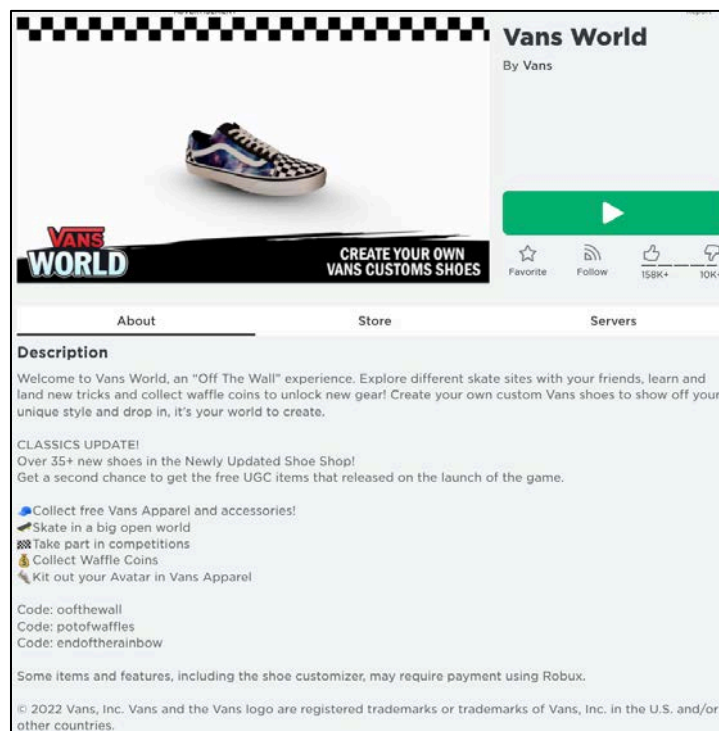 ADVERTISEMENT
Report
Vans World
By Vans
VANS
WORLD
CREATE YOUR OWN
VANS CUSTOMS SHOES
Favorite
Follow
158K+
10K+
About
Store
Servers
Description
Welcome to Vans World, an “Off The Wall” experience. Explore different skate sites with your friends, learn and
land new tricks and collect waffle coins to unlock new gear! Create your own custom Vans shoes to show off your
unique style and drop in, it's your world to create.
CLASSICS UPDATE!
Over 35+ new shoes in the Newly Updated Shoe Shop!
Get a second chance to get the free UGC items that released on the launch of the game.
🧢Collect free Vans Apparel and accessories!
🛹Skate in a big open world
🏁Take part in competitions
💰Collect Waffle Coins
👟Kit out your Avatar in Vans Apparel
Code: oofthewall
Code: potofwaffles
Code: endoftherainbow
Some items and features, including the shoe customizer, may require payment using Robux.
© 2022 Vans, Inc. Vans and the Vans logo are registered trademarks or trademarks of Vans, Inc. in the U.S. and/or
other countries.